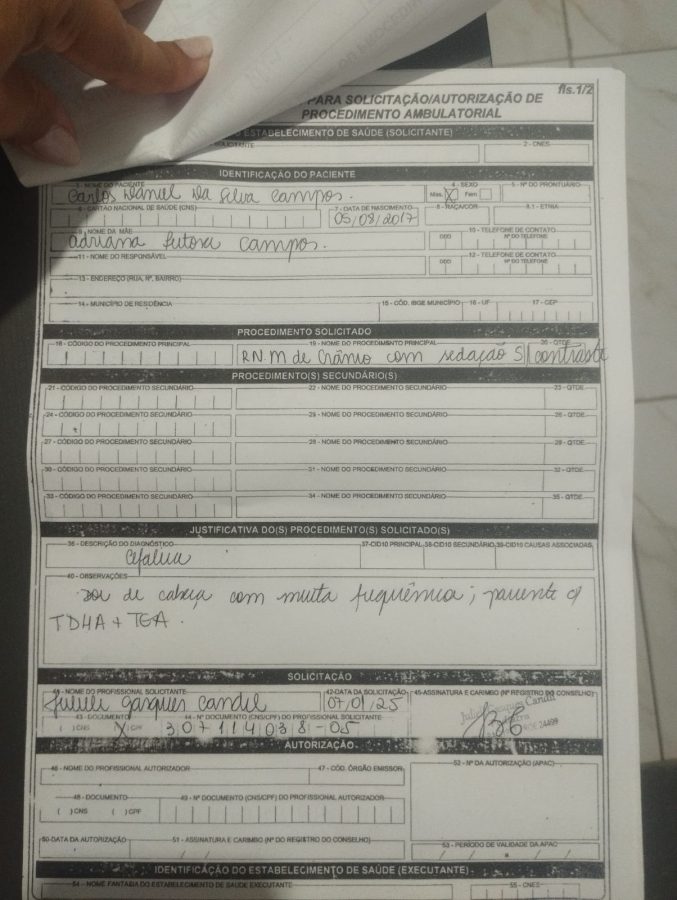 fls.1/2
PARA SOLICITAÇÃO/AUTORIZAÇÃO DE
PROCEDIMENTO AMBULATORIAL
ESTABELECIMENTO DE SAÚDE (SOLICITANTE)
SOLICITANTE 2 - CNES
IDENTIFICAÇÃO DO PACIENTE
3 - NOME DO PACIENTE 4 - SEXO 5 - Nº DO PRONTUÁRIO
Carlos Daniel Da Silva Campos. Mas. X Fem.
6 - CARTÃO NACIONAL DE SAÚDE (CNS) 7 - DATA DE NASCIMENTO 8 - RAÇA/COR 8.1 - ETNIA
05/08/2017
9 - NOME DA MÃE 10 - TELEFONE DE CONTATO
adriana campos. DDD Nº DO TELEFONE
11 - NOME DO RESPONSÁVEL 12 - TELEFONE DE CONTATO
DDD Nº DO TELEFONE
13 - ENDEREÇO (RUA, Nº, BAIRRO)
14 - MUNICÍPIO DE RESIDÊNCIA 15 - CÓD. IBGE MUNICÍPIO 16 - UF 17 - CEP
PROCEDIMENTO SOLICITADO
18 - CÓDIGO DO PROCEDIMENTO PRINCIPAL 19 - NOME DO PROCEDIMENTO PRINCIPAL 20 - QTDE
R.N.M de Crânio com sedação S/ contraste
PROCEDIMENTO(S) SECUNDÁRIO(S)
21 - CÓDIGO DO PROCEDIMENTO SECUNDÁRIO 22 - NOME DO PROCEDIMENTO SECUNDÁRIO 23 - QTDE
24 - CÓDIGO DO PROCEDIMENTO SECUNDÁRIO 25 - NOME DO PROCEDIMENTO SECUNDÁRIO 26 - QTDE
27 - CÓDIGO DO PROCEDIMENTO SECUNDÁRIO 28 - NOME DO PROCEDIMENTO SECUNDÁRIO 29 - QTDE
30 - CÓDIGO DO PROCEDIMENTO SECUNDÁRIO 31 - NOME DO PROCEDIMENTO SECUNDÁRIO 32 - QTDE
33 - CÓDIGO DO PROCEDIMENTO SECUNDÁRIO 34 - NOME DO PROCEDIMENTO SECUNDÁRIO 35 - QTDE
JUSTIFICATIVA DO(S) PROCEDIMENTO(S) SOLICITADO(S)
36 - DESCRIÇÃO DO DIAGNÓSTICO 37-CID10 PRINCIPAL 38-CID10 SECUNDÁRIO 39-CID10 CAUSAS ASSOCIADAS
Cefaleia
40 - OBSERVAÇÕES
dor de cabeça com muita frequência; paciente c/
TDHA + TEA.
SOLICITAÇÃO
41 - NOME DO PROFISSIONAL SOLICITANTE 42-DATA DA SOLICITAÇÃO 45-ASSINATURA E CARIMBO (Nº REGISTRO DO CONSELHO)
Gasques Candil 07/01/25
43 - DOCUMENTO 44 - Nº DOCUMENTO (CNS/CPF) DO PROFISSIONAL SOLICITANTE
( ) CNS X CPF 307114038-05
AUTORIZAÇÃO
46 - NOME DO PROFISSIONAL AUTORIZADOR 47 - CÓD. ÓRGÃO EMISSOR 52 - Nº DA AUTORIZAÇÃO (APAC)
48 - DOCUMENTO 49 - Nº DOCUMENTO (CNS/CPF) DO PROFISSIONAL AUTORIZADOR
( ) CNS ( ) CPF
50-DATA DA AUTORIZAÇÃO 51 - ASSINATURA E CARIMBO (Nº DO REGISTRO DO CONSELHO) 53 - PERÍODO DE VALIDADE DA APAC
IDENTIFICAÇÃO DO ESTABELECIMENTO DE SAÚDE (EXECUTANTE)
54 - NOME FANTASIA DO ESTABELECIMENTO DE SAÚDE EXECUTANTE 55 - CNES